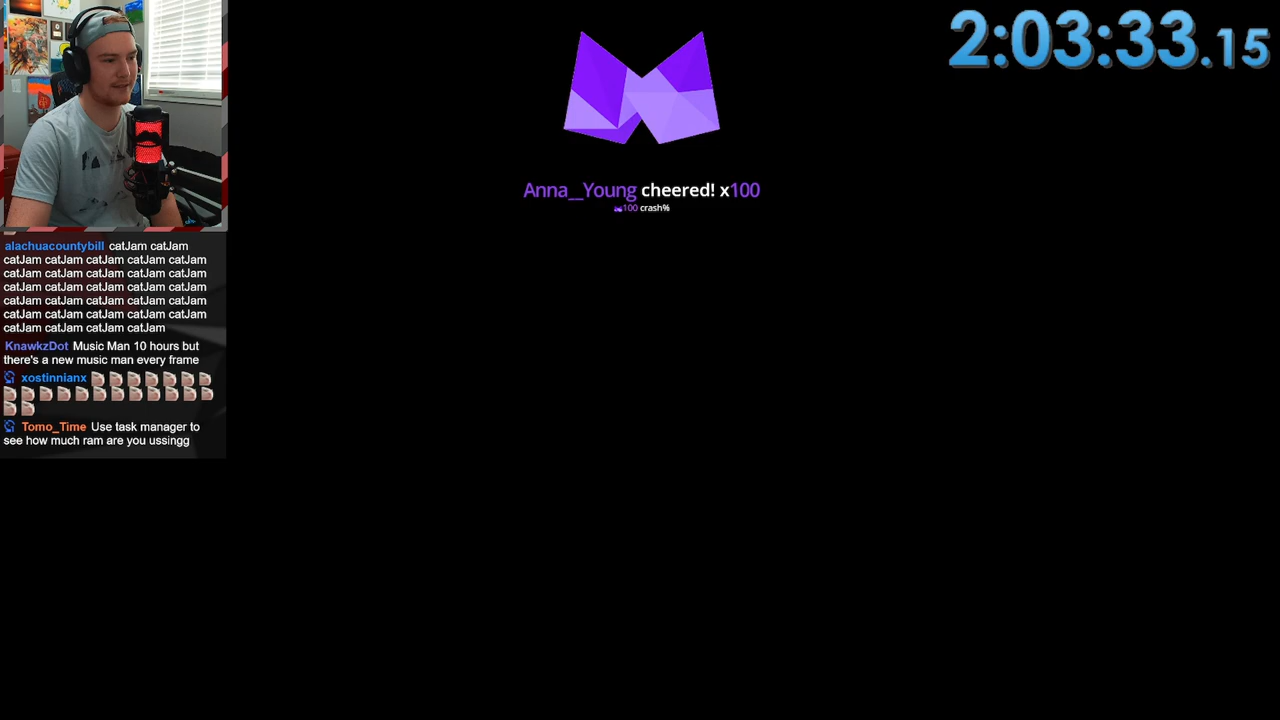 2:03:33.15
Anna__Young cheered! x100
100 crash%
alachuacountybill catJam catJam
catJam catJam catJam catJam catJam
catJam catJam catJam catJam catJam
catJam catJam catJam catJam catJam
catJam catJam catJam catJam catJam
catJam catJam catJam catJam catJam
catJam catJam catJam catJam
KnawkzDot Music Man 10 hours but
there's a new music man every frame
xostinnianx
Tomo_Time Use task manager to
see how much ram are you ussingg